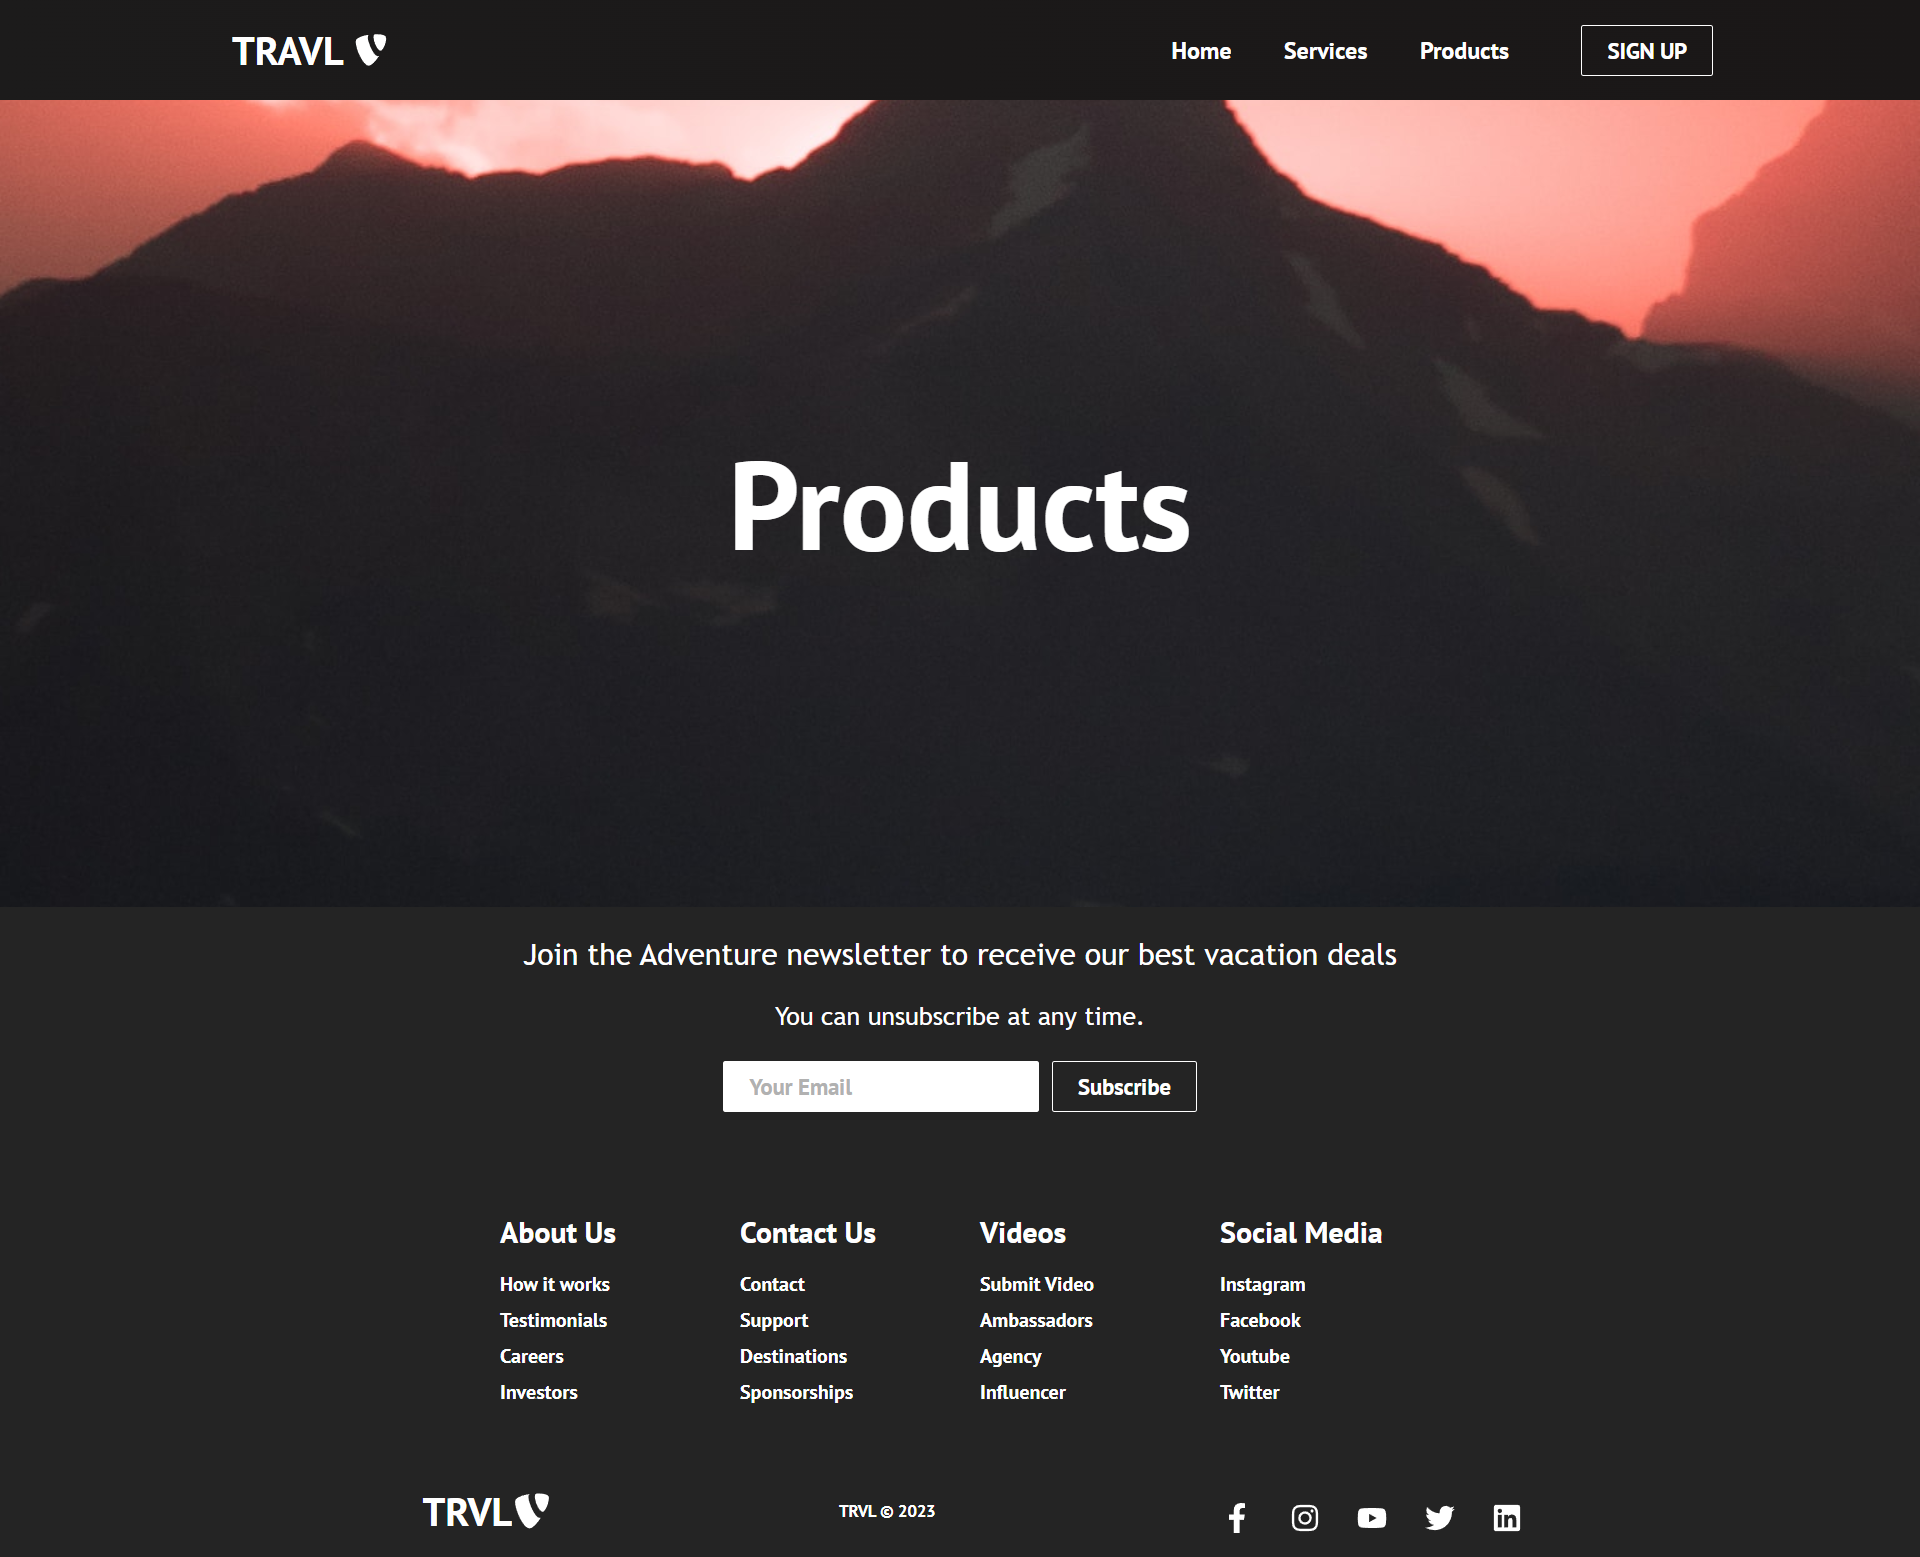 TRAVL
Home Services Products SIGN UP
Products
Join the Adventure newsletter to receive our best vacation deals
You can unsubscribe at any time.
Your Email Subscribe
About Us
How it works
Testimonials
Careers
Investors
Contact Us
Contact
Support
Destinations
Sponsorships
Videos
Submit Video
Ambassadors
Agency
Influencer
Social Media
Instagram
Facebook
Youtube
Twitter
TRVL
TRVL © 2023